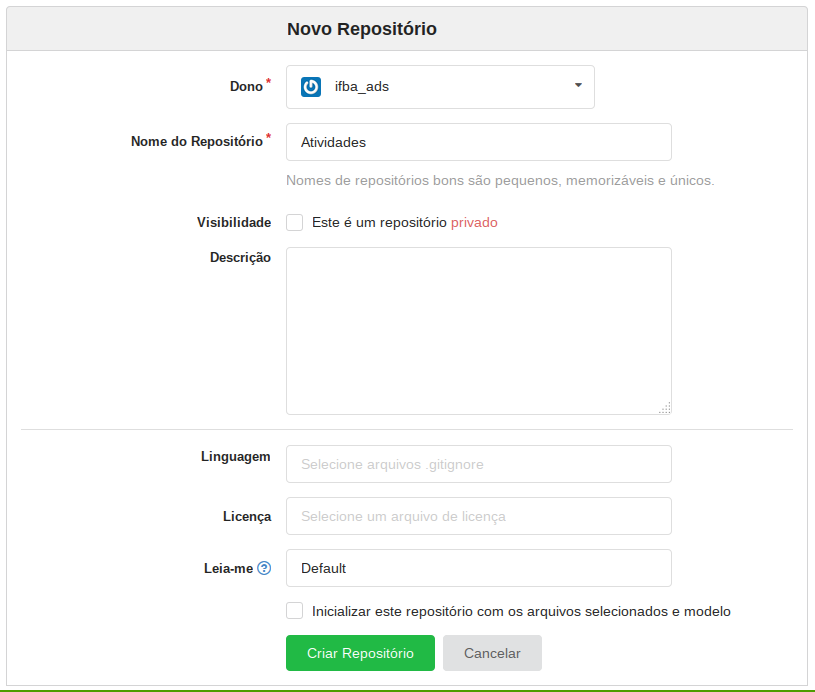 Novo Repositório
Dono *
ifba_ads
Nome do Repositório *
Atividades
Nomes de repositórios bons são pequenos, memorizáveis e únicos.
Visibilidade
Este é um repositório privado
Descrição
Linguagem
Selecione arquivos .gitignore
Licença
Selecione um arquivo de licença
Leia-me ?
Default
Inicializar este repositório com os arquivos selecionados e modelo
Criar Repositório
Cancelar